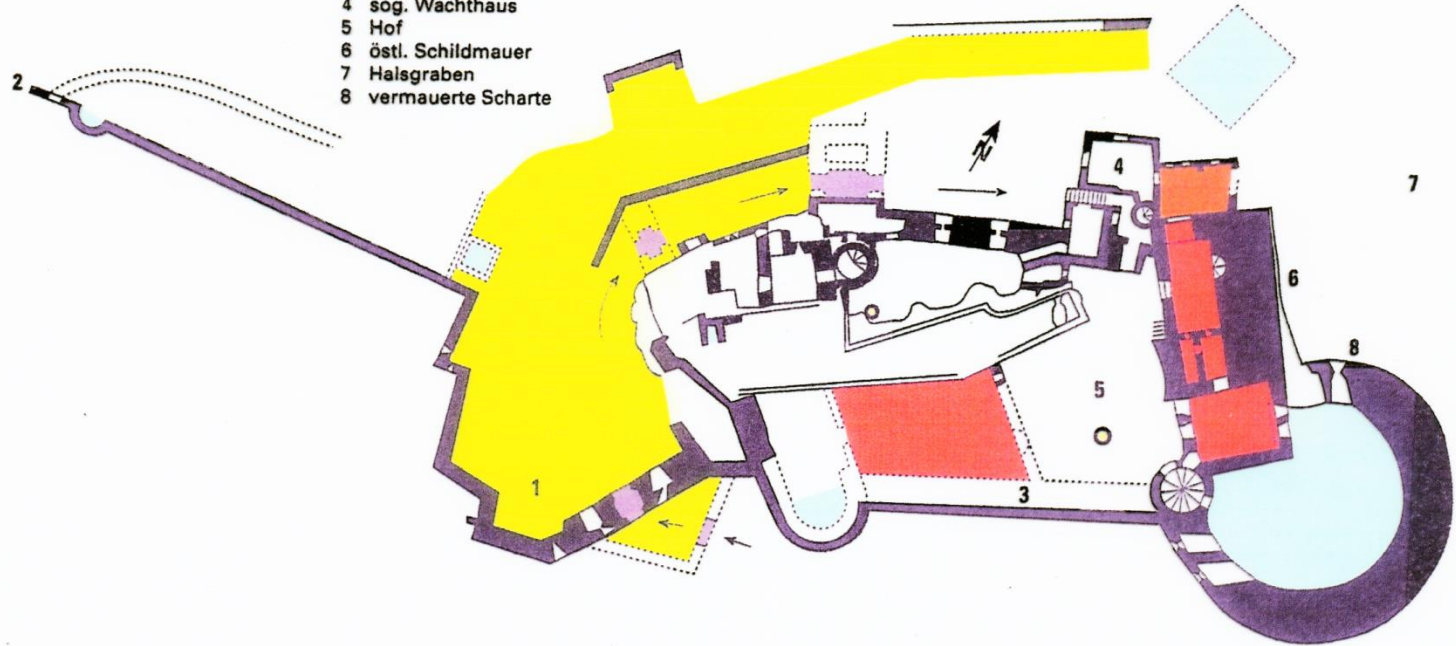 4 sog. Wachthaus
5 Hof
6 östl. Schildmauer
7 Halsgraben
8 vermauerte Scharte
2
N
4
7
6
8
5
1
3